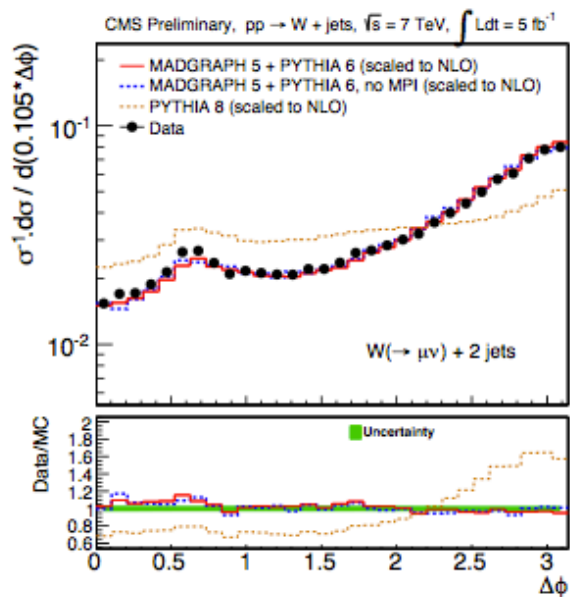 CMS Preliminary, pp → W + jets, √s = 7 TeV, ∫ Ldt = 5 fb⁻¹
MADGRAPH 5 + PYTHIA 6 (scaled to NLO)
MADGRAPH 5 + PYTHIA 6, no MPI (scaled to NLO)
PYTHIA 8 (scaled to NLO)
Data
σ⁻¹.dσ / d(0.105*Δϕ)
10⁻¹
10⁻²
W(→ μν) + 2 jets
Uncertainty
Data/MC
2
1.8
1.6
1.4
1.2
1
0.8
0.6
0 0.5 1 1.5 2 2.5 3
Δϕ